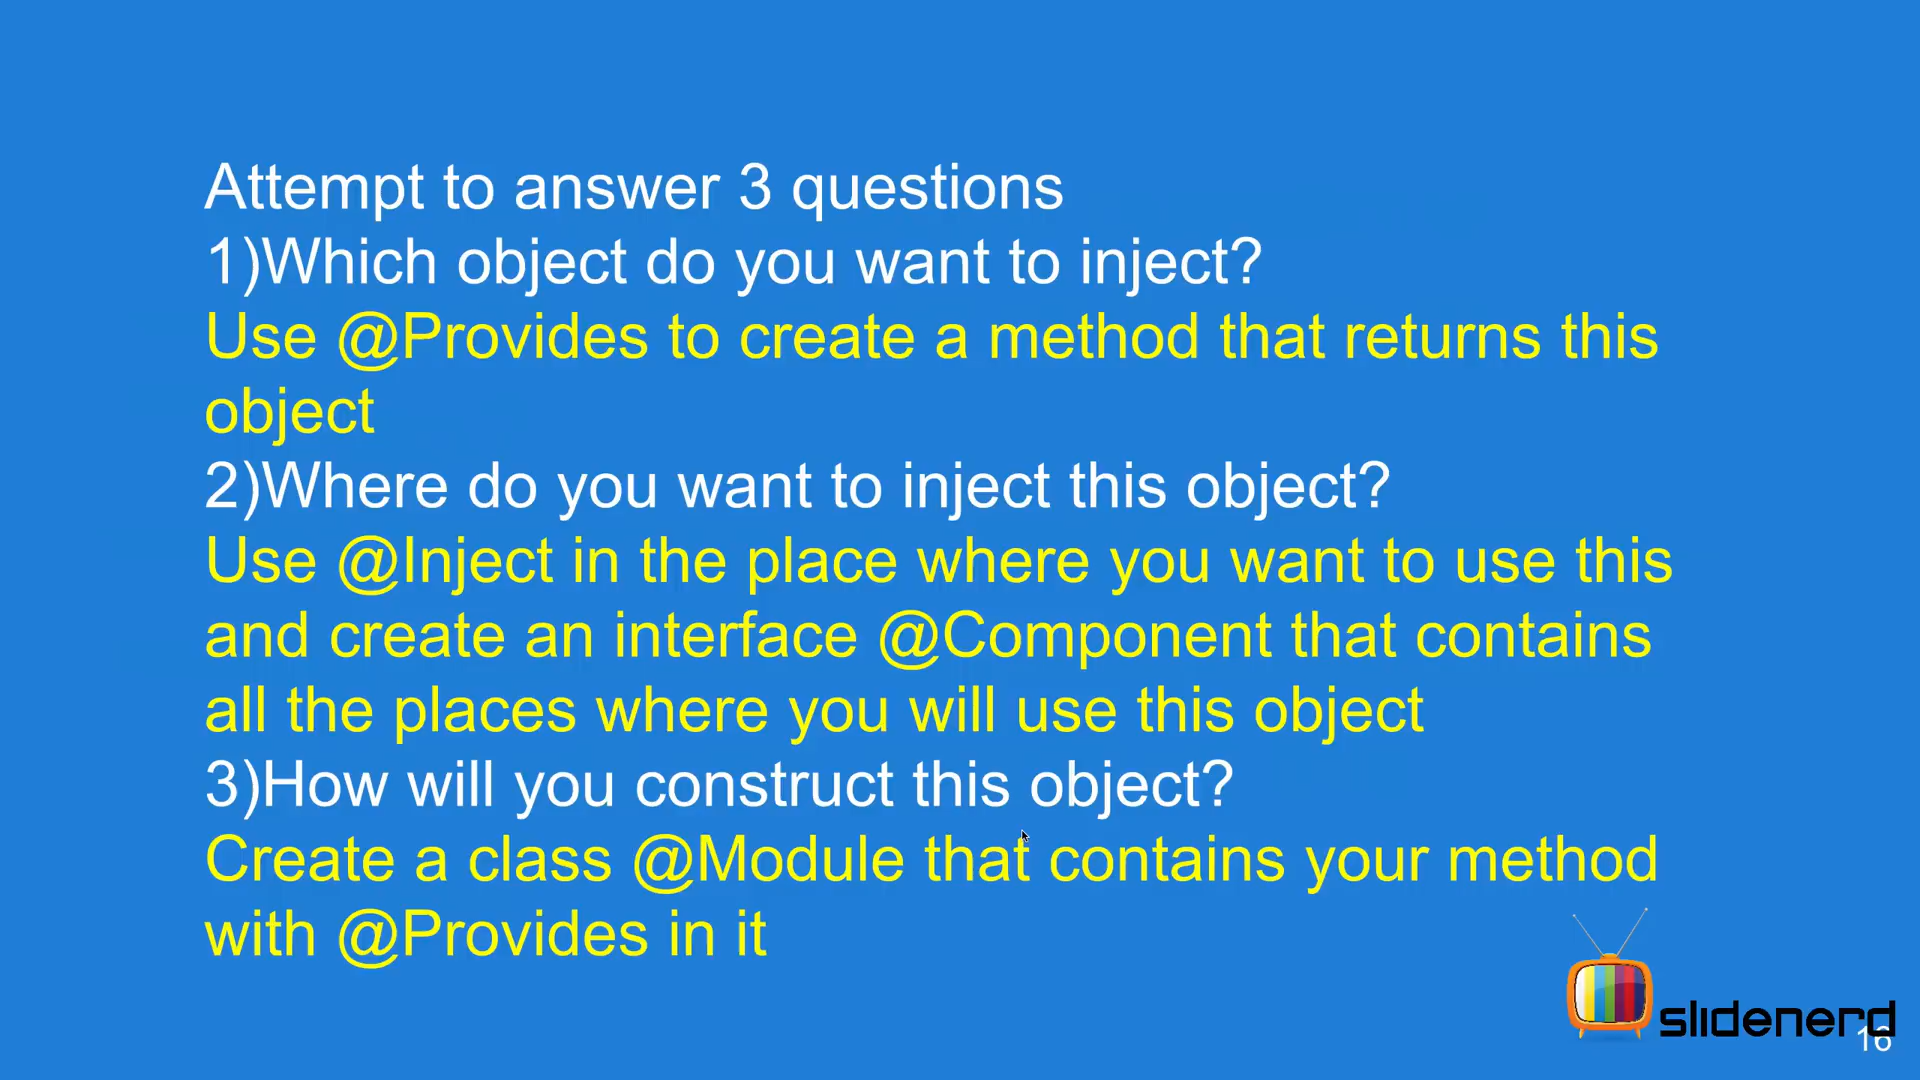 Attempt to answer 3 questions
1)Which object do you want to inject?
Use @Provides to create a method that returns this
object
2)Where do you want to inject this object?
Use @Inject in the place where you want to use this
and create an interface @Component that contains
all the places where you will use this object
3)How will you construct this object?
Create a class @Module that contains your method
with @Provides in it
slidenerd
16